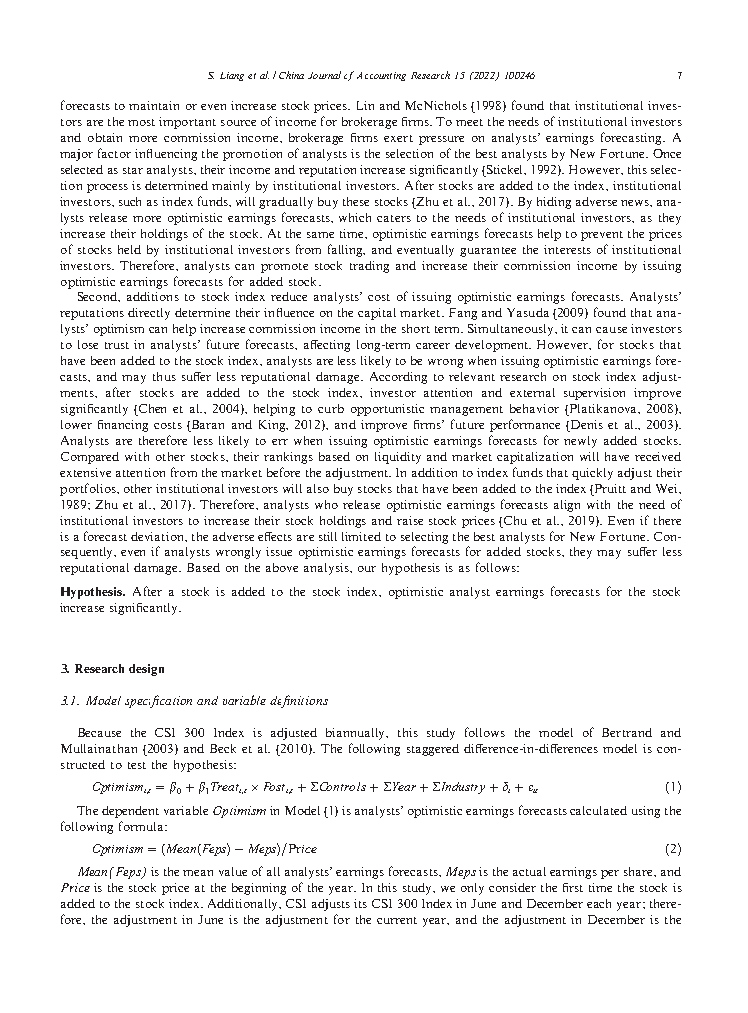 S. Liang et al. / China Journal of Accounting Research 15 (2022) 100246 7
forecasts to maintain or even increase stock prices. Lin and McNichols (1998) found that institutional inves-
tors are the most important source of income for brokerage firms. To meet the needs of institutional investors
and obtain more commission income, brokerage firms exert pressure on analysts' earnings forecasting. A
major factor influencing the promotion of analysts is the selection of the best analysts by New Fortune. Once
selected as star analysts, their income and reputation increase significantly (Stickel, 1992). However, this selec-
tion process is determined mainly by institutional investors. After stocks are added to the index, institutional
investors, such as index funds, will gradually buy these stocks (Zhu et al., 2017). By hiding adverse news, ana-
lysts release more optimistic earnings forecasts, which caters to the needs of institutional investors, as they
increase their holdings of the stock. At the same time, optimistic earnings forecasts help to prevent the prices
of stocks held by institutional investors from falling, and eventually guarantee the interests of institutional
investors. Therefore, analysts can promote stock trading and increase their commission income by issuing
optimistic earnings forecasts for added stock.
Second, additions to stock index reduce analysts' cost of issuing optimistic earnings forecasts. Analysts'
reputations directly determine their influence on the capital market. Fang and Yasuda (2009) found that ana-
lysts' optimism can help increase commission income in the short term. Simultaneously, it can cause investors
to lose trust in analysts' future forecasts, affecting long-term career development. However, for stocks that
have been added to the stock index, analysts are less likely to be wrong when issuing optimistic earnings fore-
casts, and may thus suffer less reputational damage. According to relevant research on stock index adjust-
ments, after stocks are added to the stock index, investor attention and external supervision improve
significantly (Chen et al., 2004), helping to curb opportunistic management behavior (Platikanova, 2008),
lower financing costs (Baran and King, 2012), and improve firms' future performance (Denis et al., 2003).
Analysts are therefore less likely to err when issuing optimistic earnings forecasts for newly added stocks.
Compared with other stocks, their rankings based on liquidity and market capitalization will have received
extensive attention from the market before the adjustment. In addition to index funds that quickly adjust their
portfolios, other institutional investors will also buy stocks that have been added to the index (Pruitt and Wei,
1989; Zhu et al., 2017). Therefore, analysts who release optimistic earnings forecasts align with the need of
institutional investors to increase their stock holdings and raise stock prices (Chu et al., 2019). Even if there
is a forecast deviation, the adverse effects are still limited to selecting the best analysts for New Fortune. Con-
sequently, even if analysts wrongly issue optimistic earnings forecasts for added stocks, they may suffer less
reputational damage. Based on the above analysis, our hypothesis is as follows:
Hypothesis. After a stock is added to the stock index, optimistic analyst earnings forecasts for the stock
increase significantly.
3. Research design
3.1. Model specification and variable definitions
Because the CSI 300 Index is adjusted biannually, this study follows the model of Bertrand and
Mullainathan (2003) and Beck et al. (2010). The following staggered difference-in-differences model is con-
structed to test the hypothesis:
Optimism_{i,t} = β₀ + β₁Treat_{i,t} × Post_{i,t} + ΣControls + ΣYear + ΣIndustry + δ_i + ε_{it} (1)
The dependent variable Optimism in Model (1) is analysts' optimistic earnings forecasts calculated using the
following formula:
Optimism = (Mean(Feps) − Meps)/Price (2)
Mean(Feps) is the mean value of all analysts' earnings forecasts, Meps is the actual earnings per share, and
Price is the stock price at the beginning of the year. In this study, we only consider the first time the stock is
added to the stock index. Additionally, CSI adjusts its CSI 300 Index in June and December each year; there-
fore, the adjustment in June is the adjustment for the current year, and the adjustment in December is the